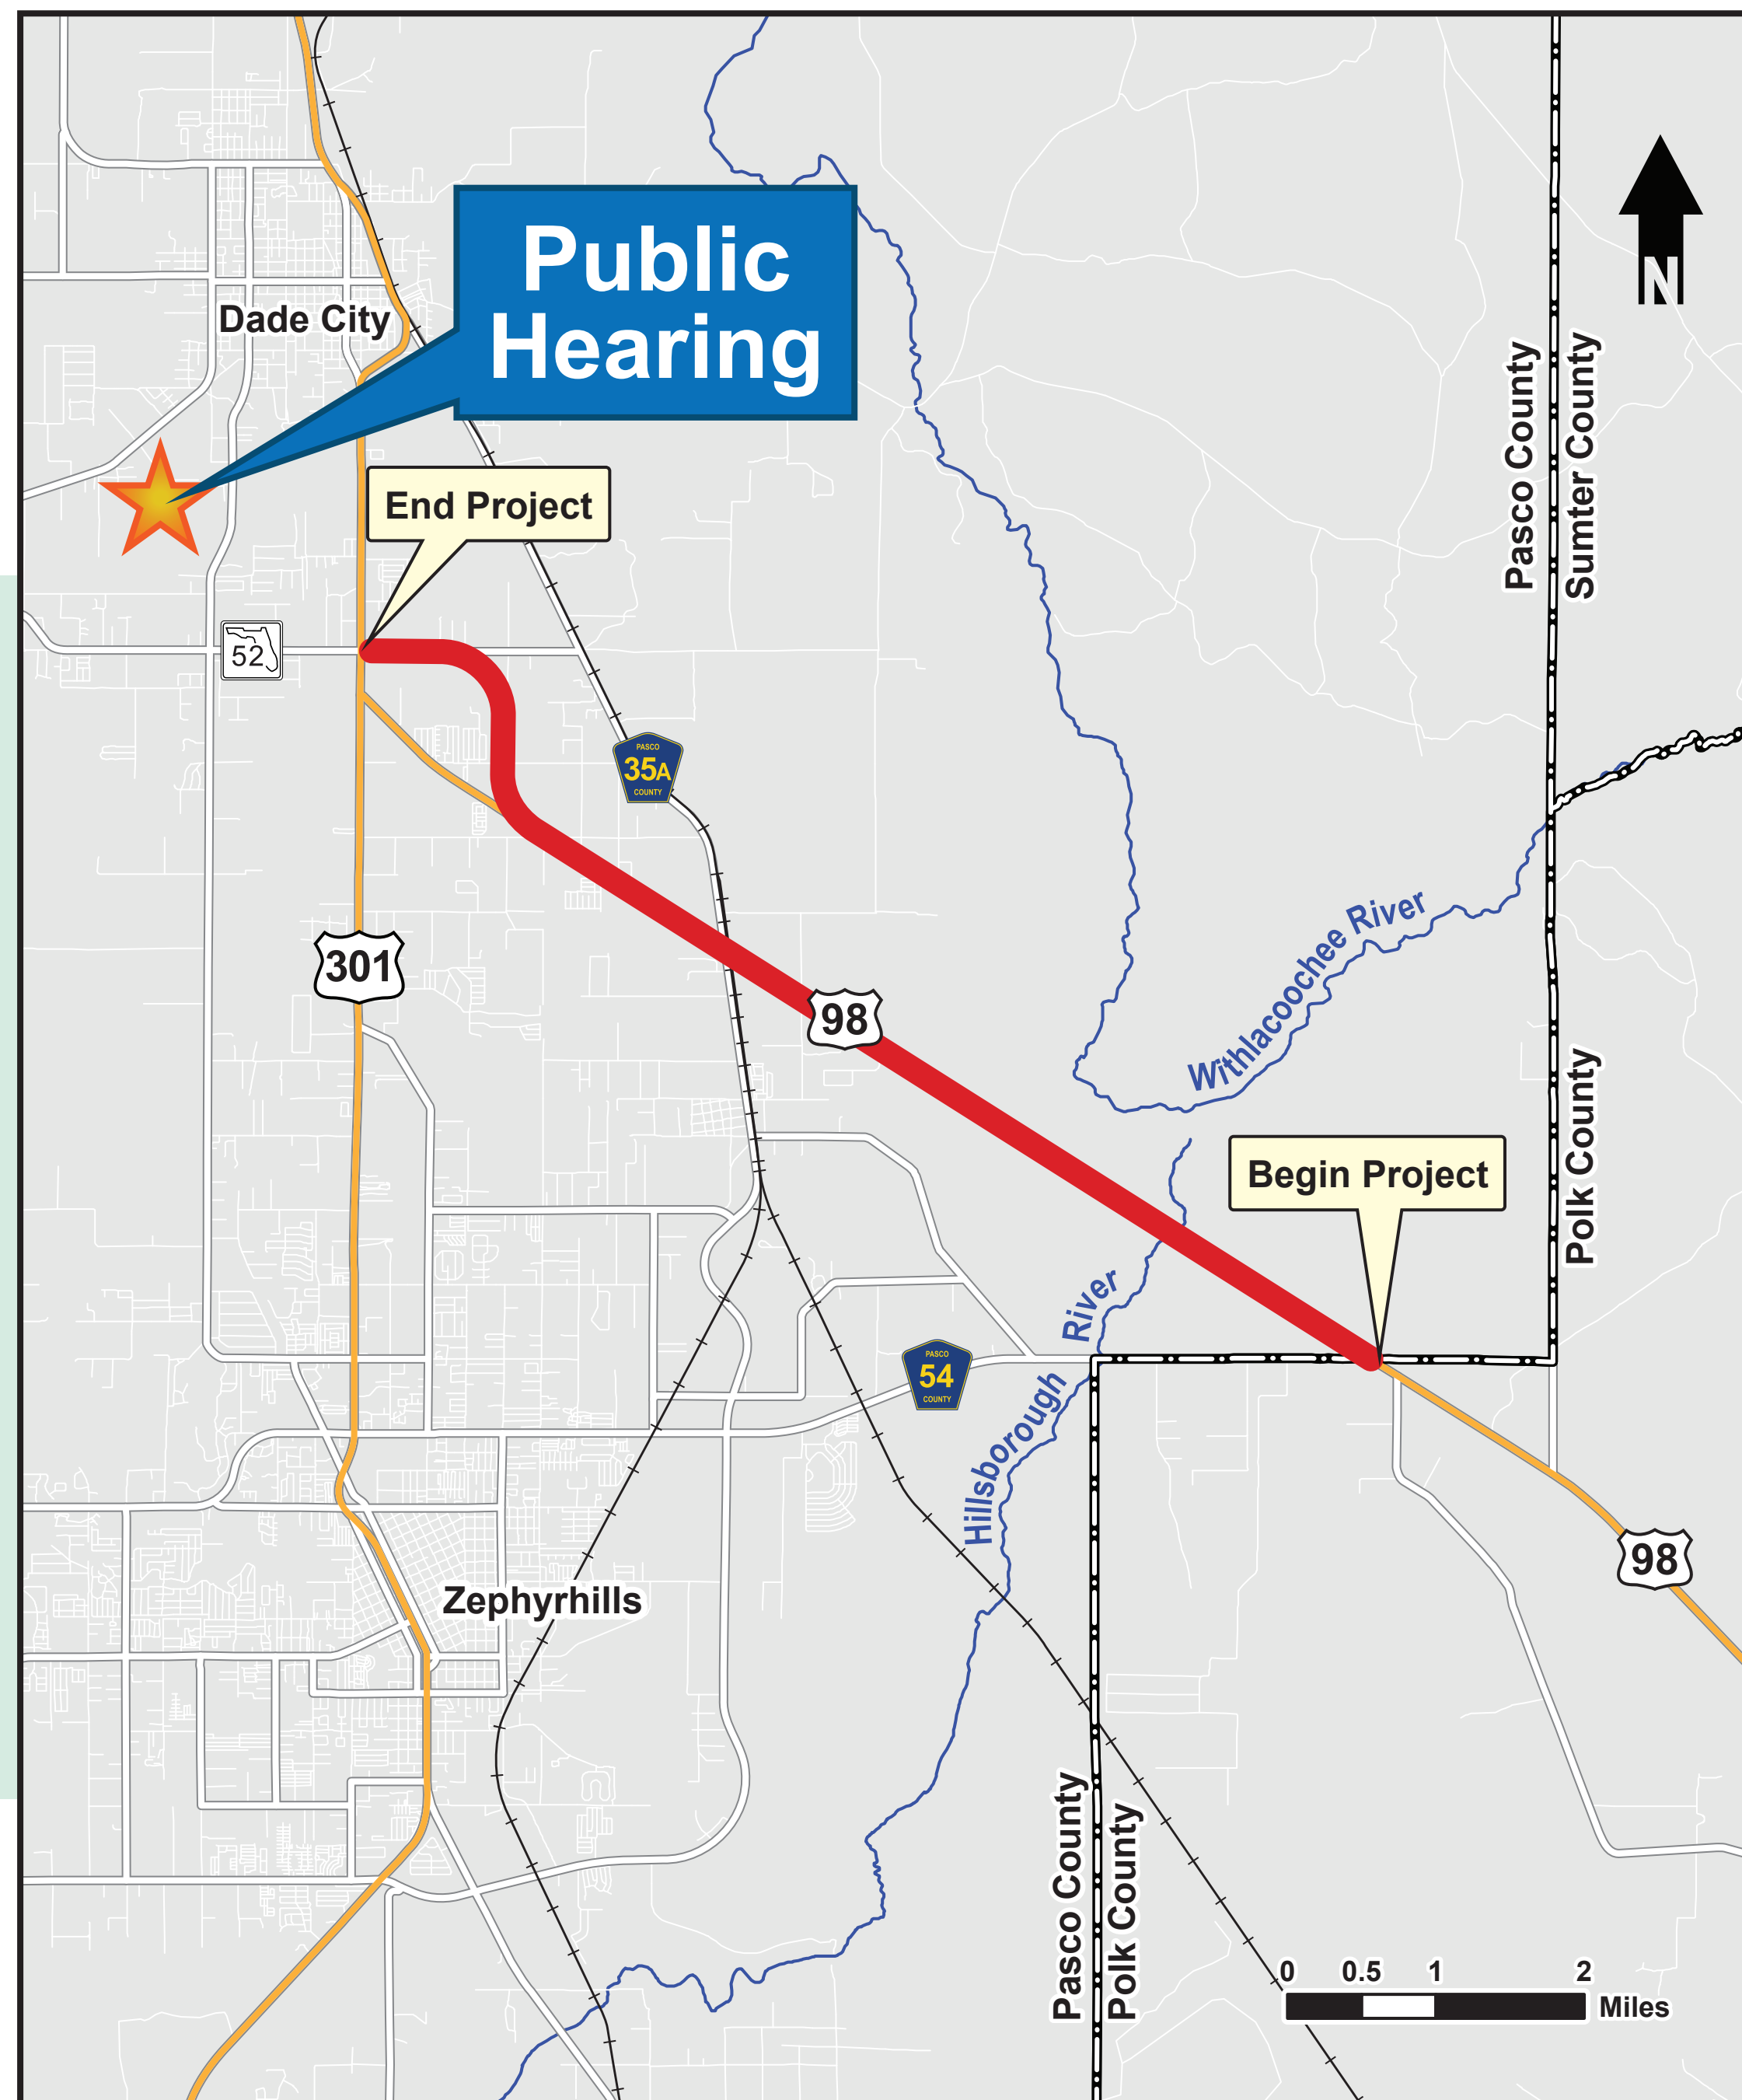 Public
Hearing
N
Dade City
Pasco County
Sumter County
End Project
52
PASCO
35A
COUNTY
301
98
Withlacoochee River
Polk County
Begin Project
River
Hillsborough
PASCO
54
COUNTY
98
Zephyrhills
Pasco County
Polk County
0 0.5 1 2
Miles